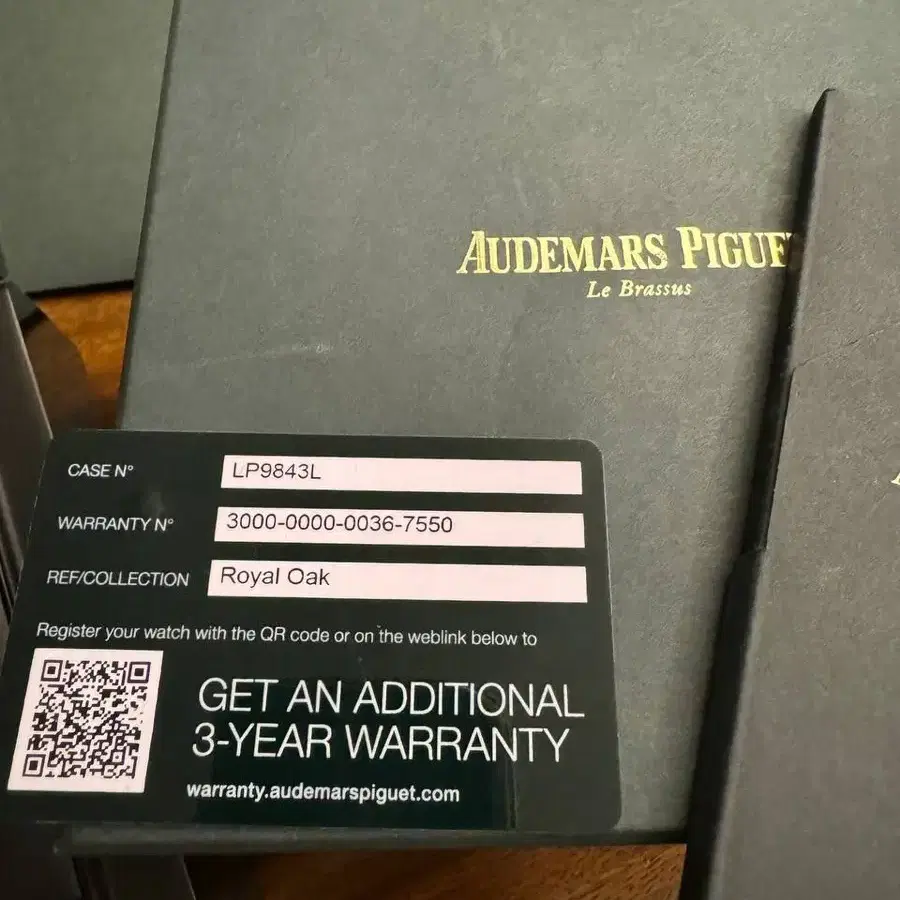 AUDEMARS PIGUE
Le Brassus
CASE N° LP9843L
WARRANTY N° 3000-0000-0036-7550
REF/COLLECTION Royal Oak
Register your watch with the QR code or on the weblink below to
GET AN ADDITIONAL
3-YEAR WARRANTY
warranty.audemarspiguet.com